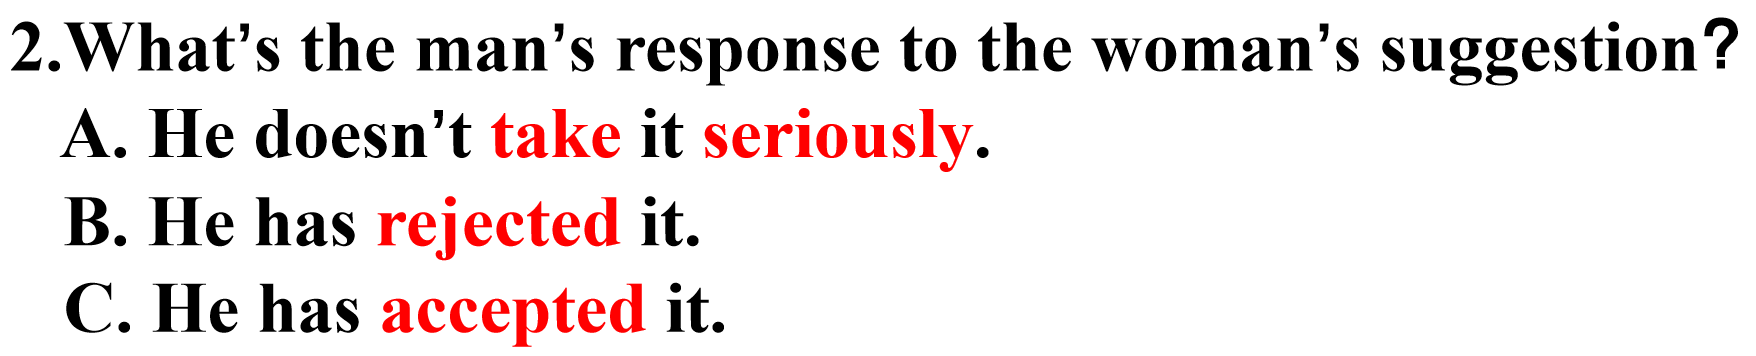 2.What’s the man’s response to the woman’s suggestion?
A. He doesn’t take it seriously.
B. He has rejected it.
C. He has accepted it.